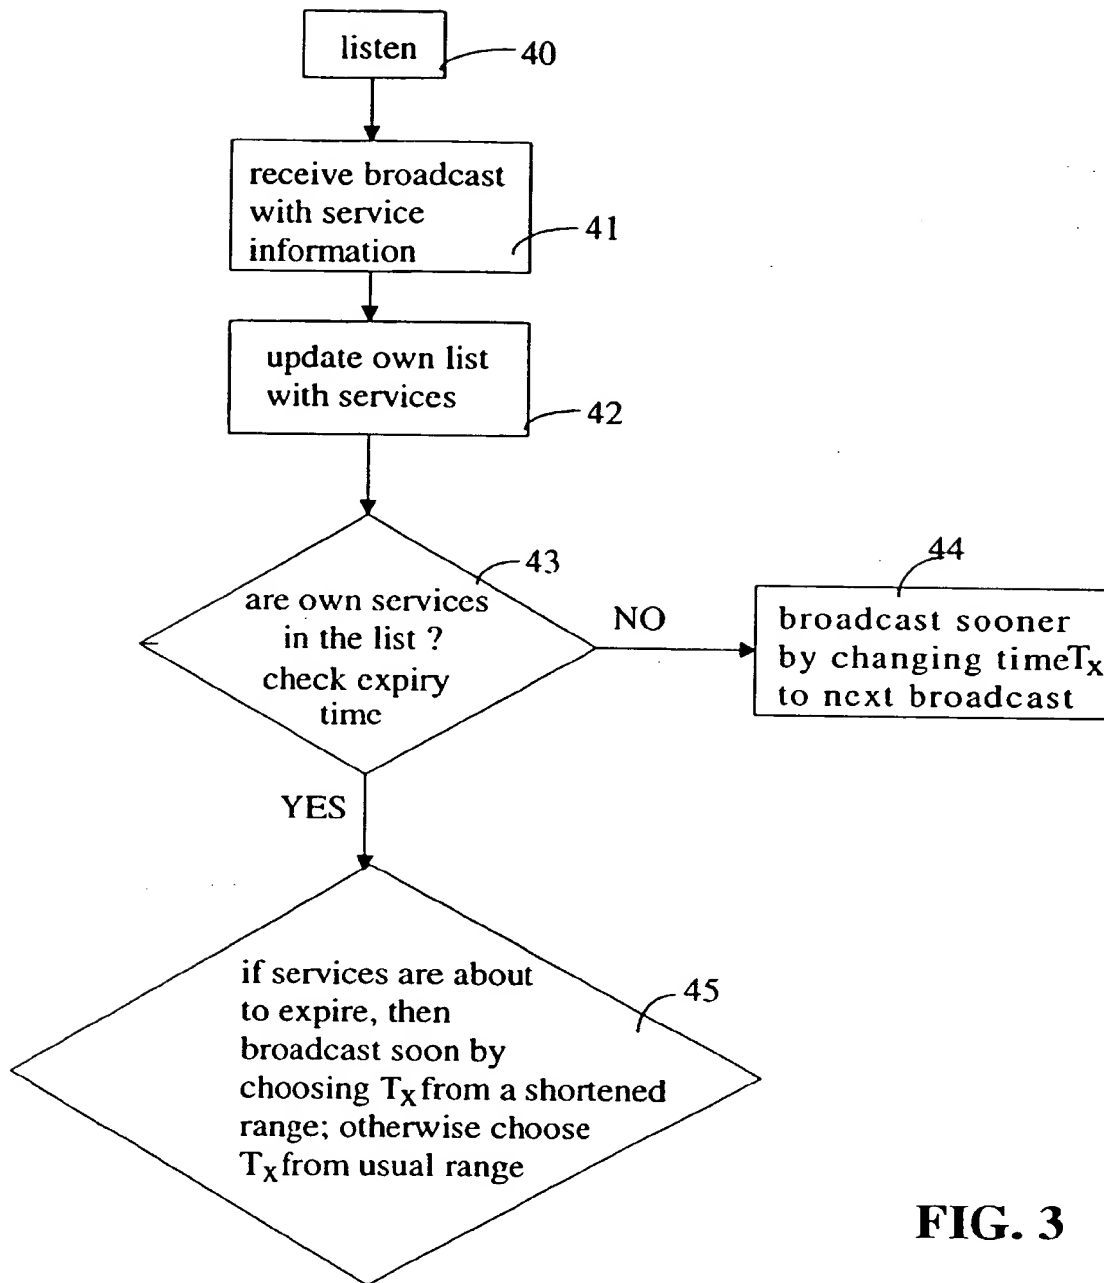 listen
40
receive broadcast
with service
information
41
update own list
with services
42
43
are own services
in the list ?
check expiry
time
NO
44
broadcast sooner
by changing timeTx
to next broadcast
YES
45
if services are about
to expire, then
broadcast soon by
choosing Tx from a shortened
range; otherwise choose
Tx from usual range
FIG. 3